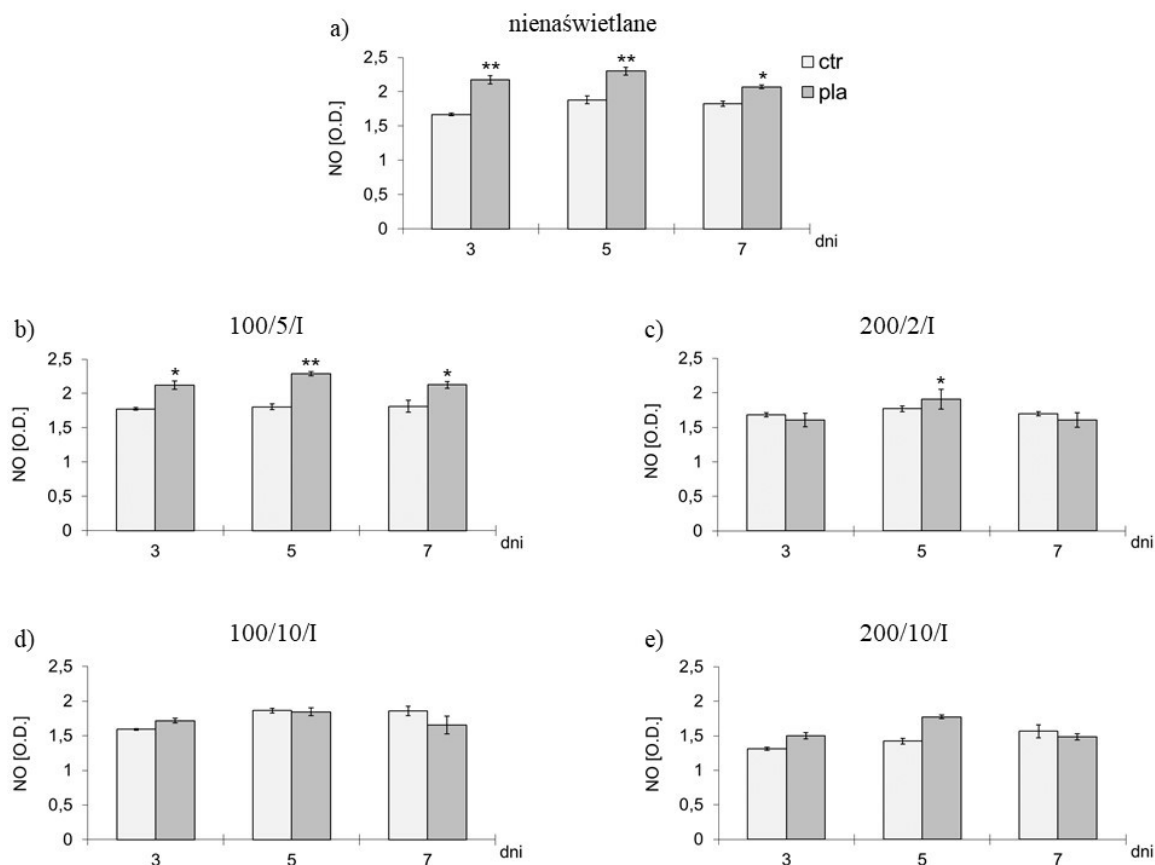 a) nienaświetlane
NO [O.D.]
2,5
2
1,5
1
0,5
0
** ** *
ctr
pla
3 5 7 dni
b) 100/5/I
NO [O.D.]
2,5
2
1,5
1
0,5
0
* ** *
3 5 7 dni
c) 200/2/I
NO [O.D.]
2,5
2
1,5
1
0,5
0
*
3 5 7 dni
d) 100/10/I
NO [O.D.]
2,5
2
1,5
1
0,5
0
3 5 7 dni
e) 200/10/I
NO [O.D.]
2,5
2
1,5
1
0,5
0
3 5 7 dni